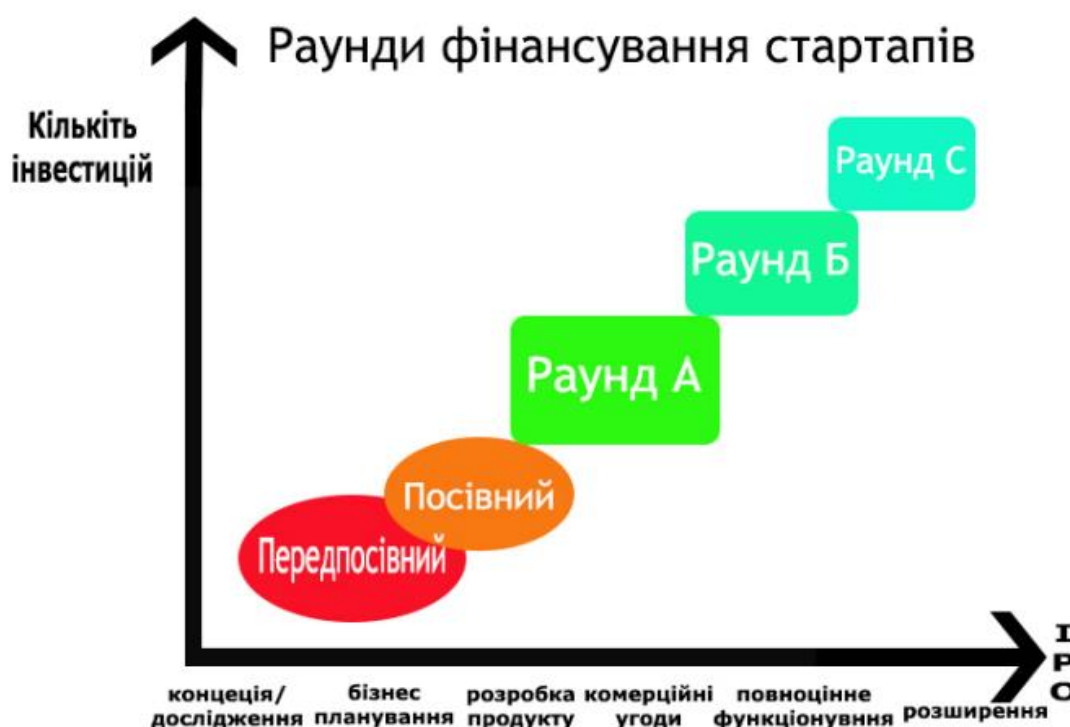 Раунди фінансування стартапів
Кількіть
інвестицій
Раунд С
Раунд Б
Раунд А
Посівний
Передпосівний
І
Р
О
концеція/
дослідження
бізнес
планування
розробка
продукту
комерційні
угоди
повноцінне
функціонувння
розширення